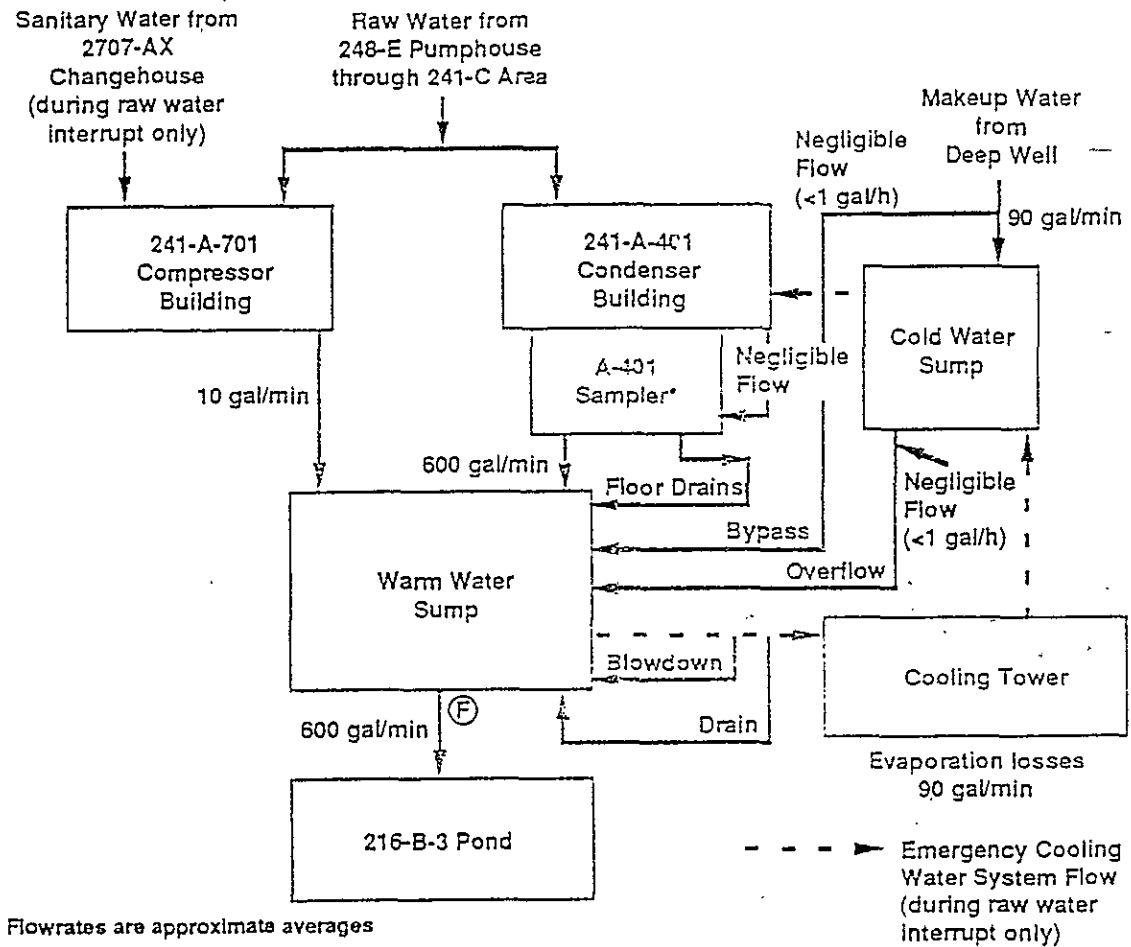 Sanitary Water from
2707-AX
Changehouse
(during raw water
interrupt only)
Raw Water from
248-E Pumphouse
through 241-C Area
Makeup Water
from
Deep Well
Negligible
Flow
(<1 gal/h)
90 gal/min
241-A-701
Compressor
Building
241-A-401
Condenser
Building
Cold Water
Sump
A-401
Sampler*
Negligible
Flow
10 gal/min
600 gal/min
Floor Drains
Negligible
Flow
(<1 gal/h)
Bypass
Overflow
Warm Water
Sump
Blowdown
Cooling Tower
Drain
600 gal/min
F
Evaporation losses
90 gal/min
216-B-3 Pond
Emergency Cooling
Water System Flow
(during raw water
interrupt only)
Flowrates are approximate averages